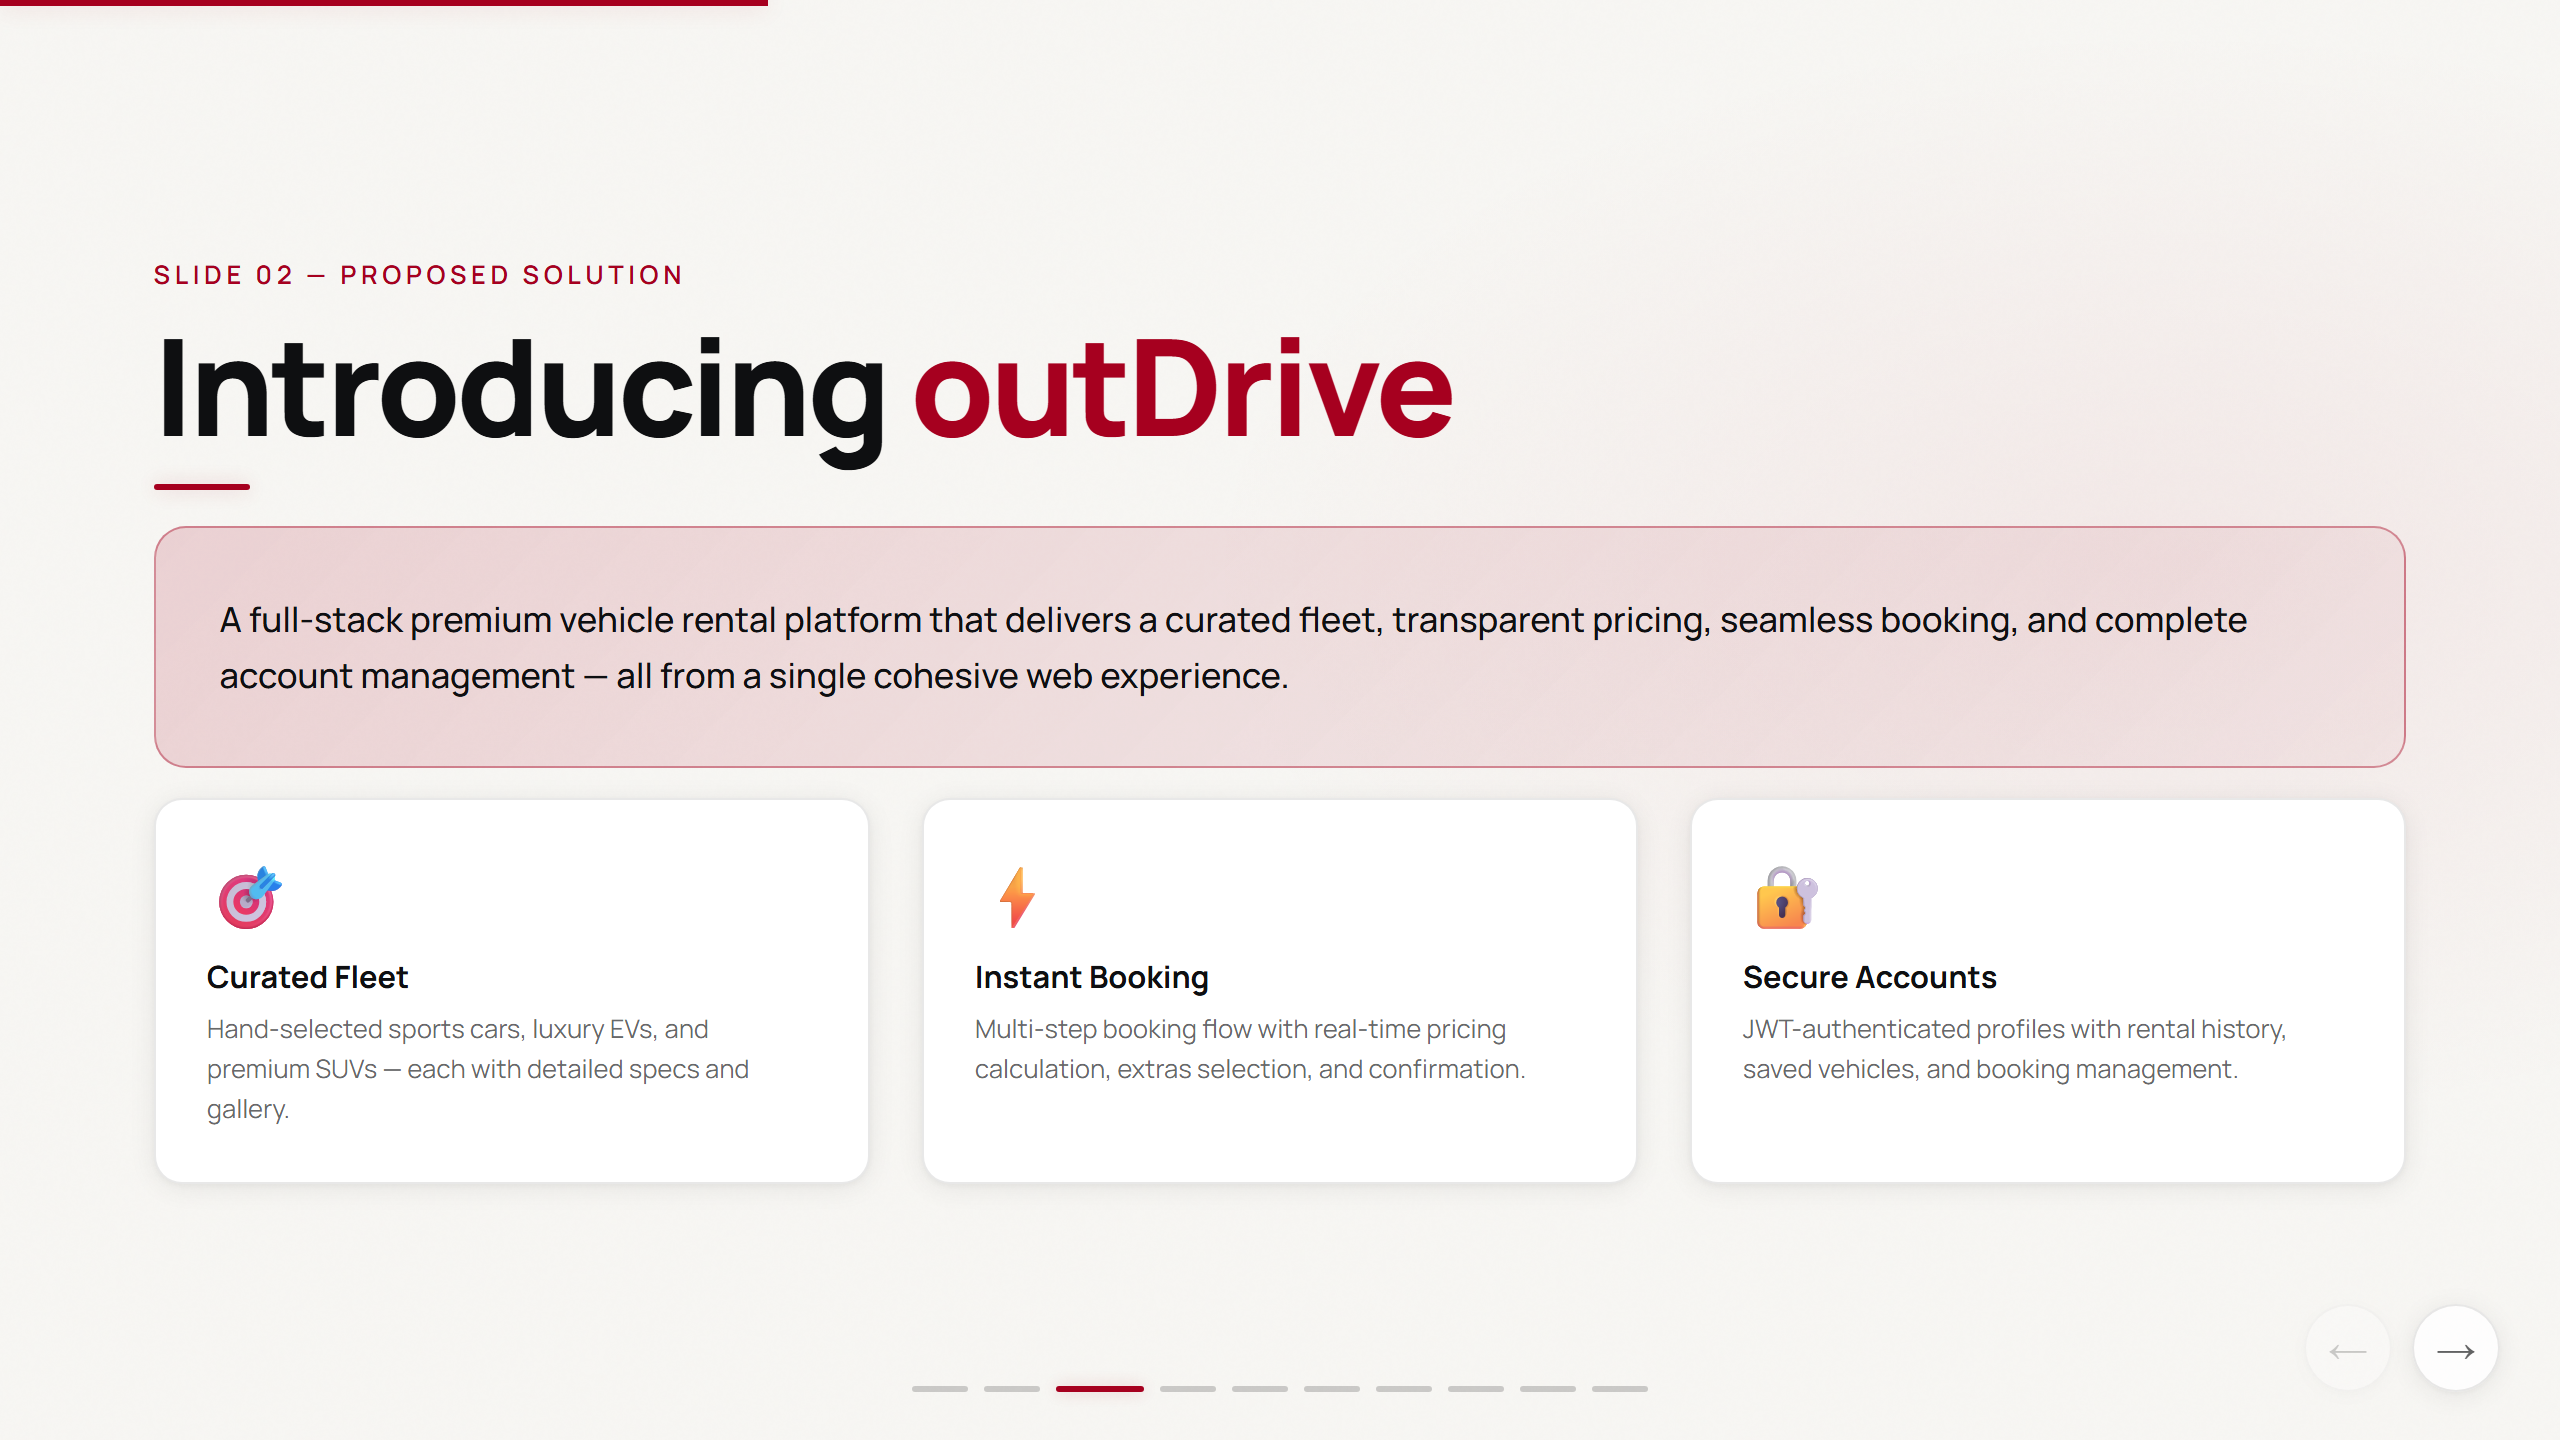 SLIDE 02 — PROPOSED SOLUTION
Introducing outDrive
A full-stack premium vehicle rental platform that delivers a curated fleet, transparent pricing, seamless booking, and complete
account management — all from a single cohesive web experience.
Curated Fleet
Hand-selected sports cars, luxury EVs, and
premium SUVs — each with detailed specs and
gallery.
Instant Booking
Multi-step booking flow with real-time pricing
calculation, extras selection, and confirmation.
Secure Accounts
JWT-authenticated profiles with rental history,
saved vehicles, and booking management.
← →